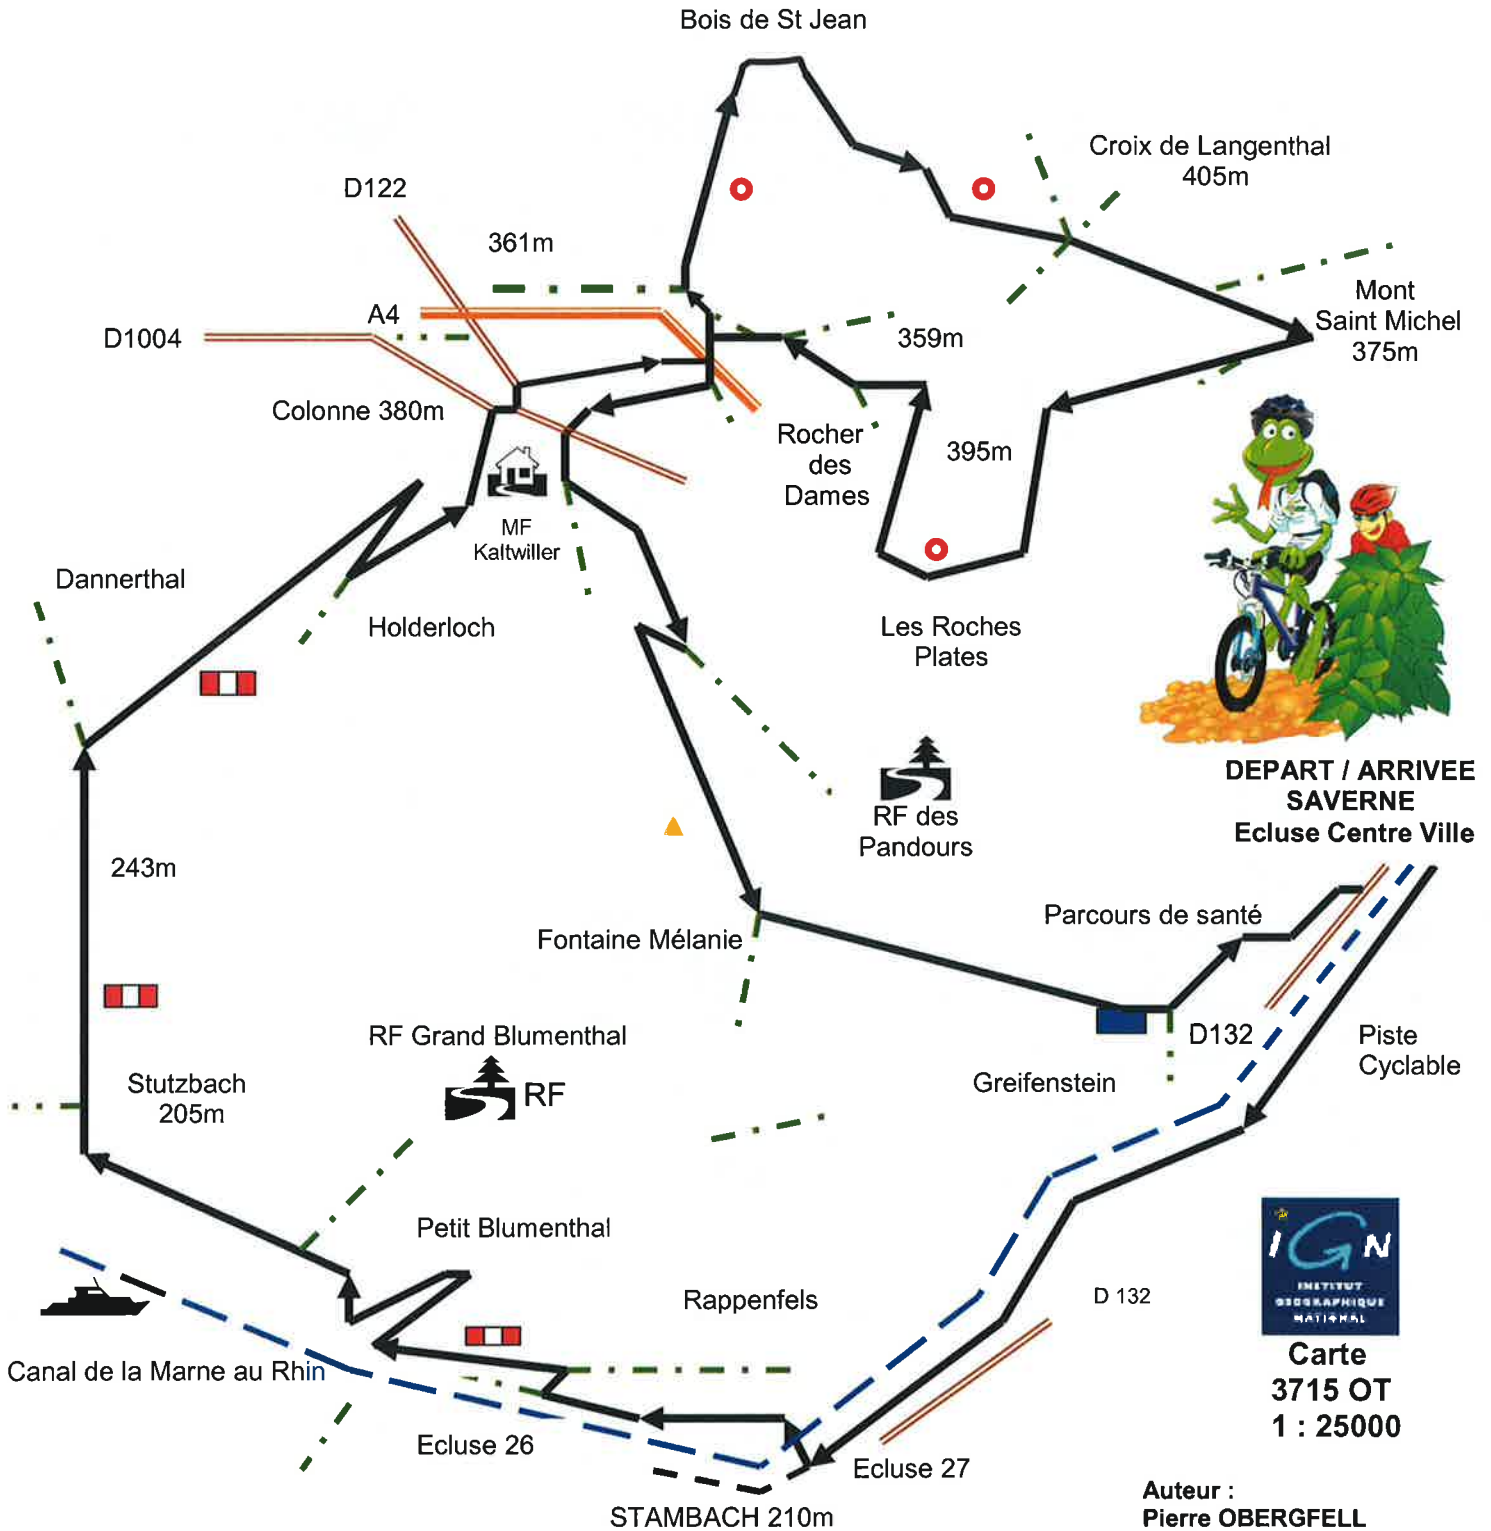 Bois de St Jean
Croix de Langenthal
405m
D122
361m
A4
D1004
359m
Mont
Saint Michel
375m
Colonne 380m
Rocher
des
Dames
395m
MF
Kaltwiller
Dannerthal
Holderloch
Les Roches
Plates
DEPART / ARRIVEE
SAVERNE
Ecluse Centre Ville
RF des
Pandours
243m
Parcours de santé
Fontaine Mélanie
RF Grand Blumenthal
RF
D132
Piste
Cyclable
Greifenstein
Stutzbach
205m
Petit Blumenthal
Rappenfels
D 132
IGN
INSTITUT
GEOGRAPHIQUE
NATIONAL
Canal de la Marne au Rhin
Carte
3715 OT
1 : 25000
Ecluse 26
Ecluse 27
STAMBACH 210m
Auteur :
Pierre OBERGFELL